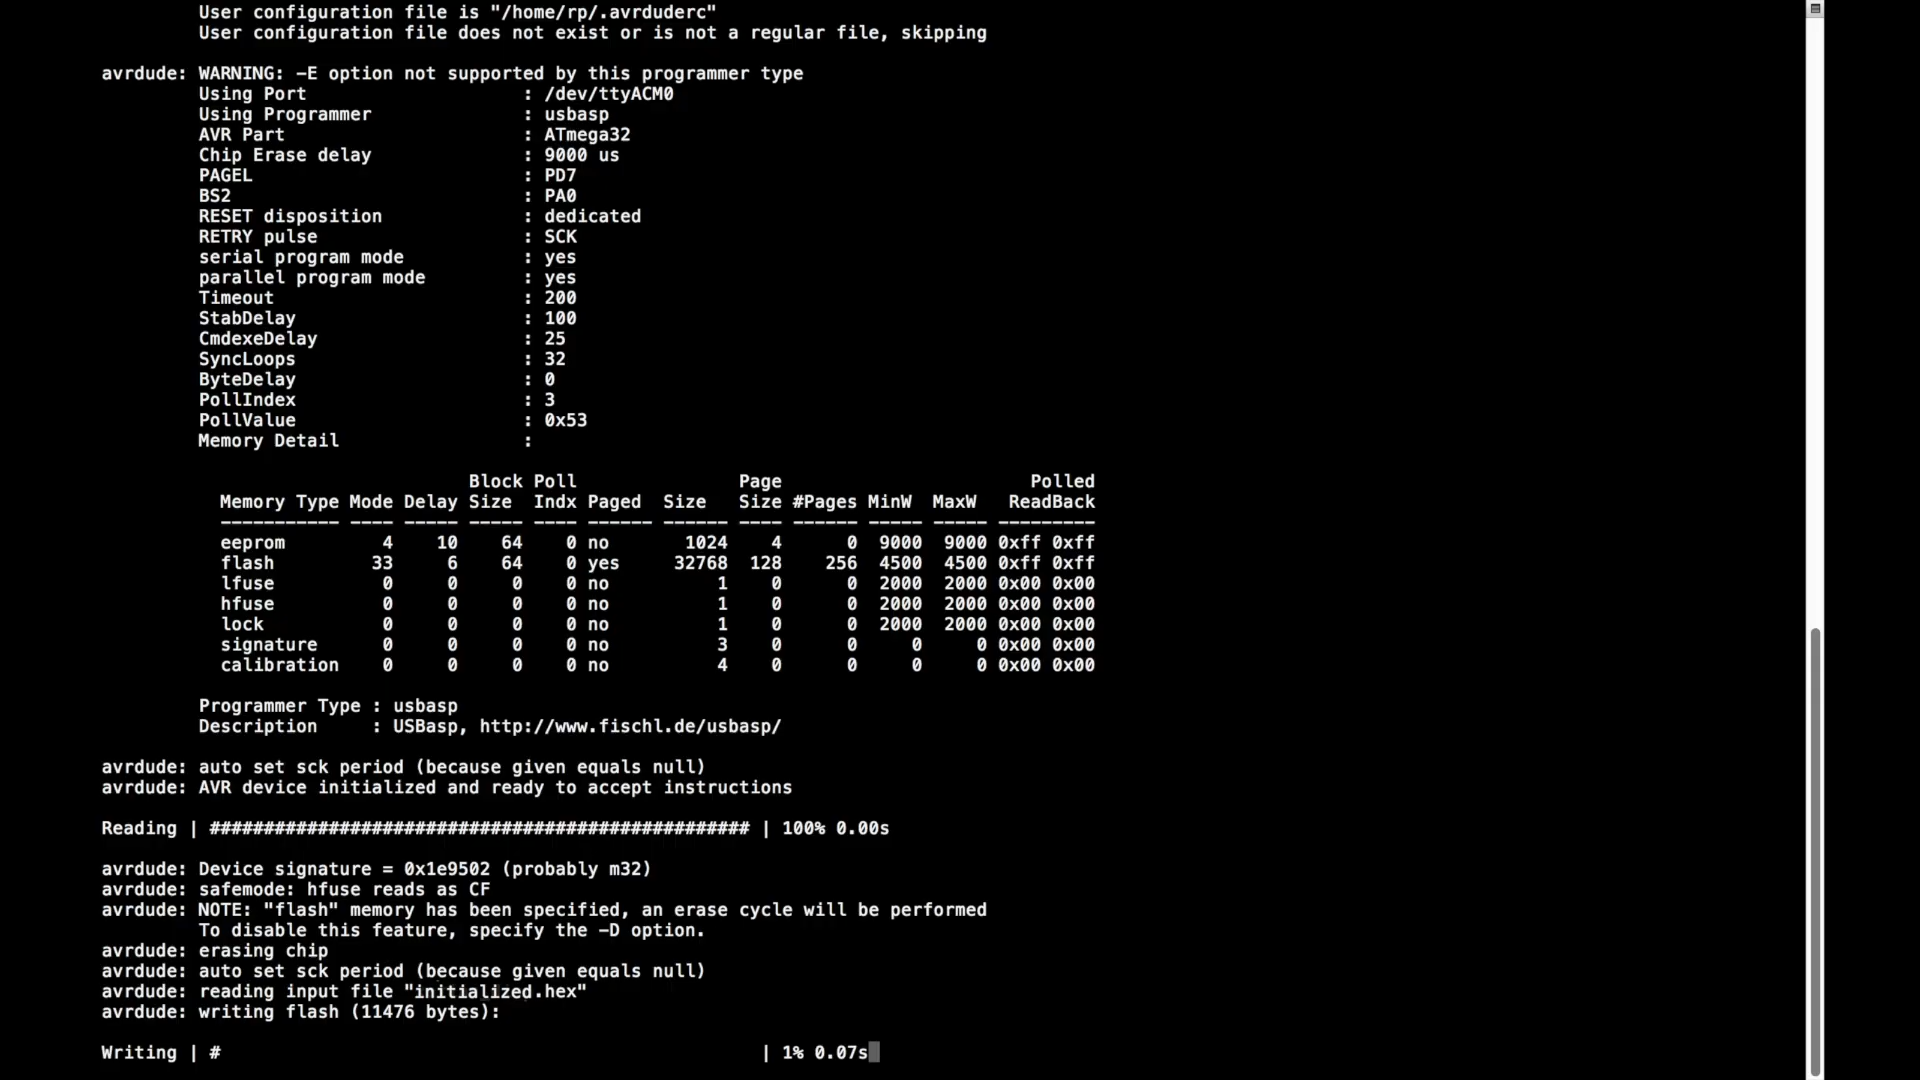 User configuration file is "/home/rp/.avrduderc"
User configuration file does not exist or is not a regular file, skipping
avrdude: WARNING: -E option not supported by this programmer type
Using Port : /dev/ttyACM0
Using Programmer : usbasp
AVR Part : ATmega32
Chip Erase delay : 9000 us
PAGEL : PD7
BS2 : PA0
RESET disposition : dedicated
RETRY pulse : SCK
serial program mode : yes
parallel program mode : yes
Timeout : 200
StabDelay : 100
CmdexeDelay : 25
SyncLoops : 32
ByteDelay : 0
PollIndex : 3
PollValue : 0x53
Memory Detail :
Block Poll Page Polled
Memory Type Mode Delay Size Indx Paged Size Size #Pages MinW MaxW ReadBack
----------- ---- ----- ----- ---- ------ ------ ---- ------ ----- ----- ---------
eeprom 4 10 64 0 no 1024 4 0 9000 9000 0xff 0xff
flash 33 6 64 0 yes 32768 128 256 4500 4500 0xff 0xff
lfuse 0 0 0 0 no 1 0 0 2000 2000 0x00 0x00
hfuse 0 0 0 0 no 1 0 0 2000 2000 0x00 0x00
lock 0 0 0 0 no 1 0 0 2000 2000 0x00 0x00
signature 0 0 0 0 no 3 0 0 0 0 0x00 0x00
calibration 0 0 0 0 no 4 0 0 0 0 0x00 0x00
Programmer Type : usbasp
Description : USBasp, http://www.fischl.de/usbasp/
avrdude: auto set sck period (because given equals null)
avrdude: AVR device initialized and ready to accept instructions
Reading | ################################################## | 100% 0.00s
avrdude: Device signature = 0x1e9502 (probably m32)
avrdude: safemode: hfuse reads as CF
avrdude: NOTE: "flash" memory has been specified, an erase cycle will be performed
To disable this feature, specify the -D option.
avrdude: erasing chip
avrdude: auto set sck period (because given equals null)
avrdude: reading input file "initialized.hex"
avrdude: writing flash (11476 bytes):
Writing | # | 1% 0.07s